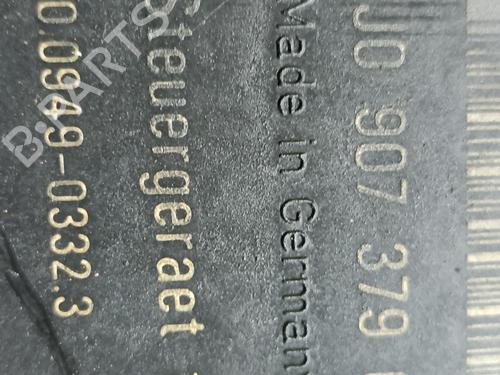 J0 907 379
Made in German
Steuergeraet
0.0949-0332.3
B-PARTS